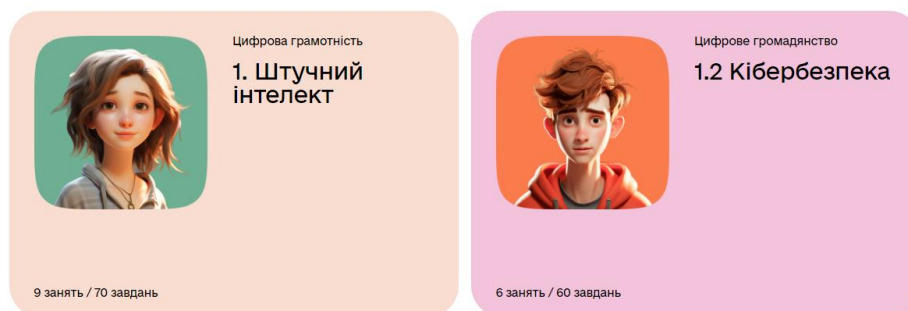 Цифрова грамотність
1. Штучний
інтелект
9 занять / 70 завдань
Цифрове громадянство
1.2 Кібербезпека
6 занять / 60 завдань